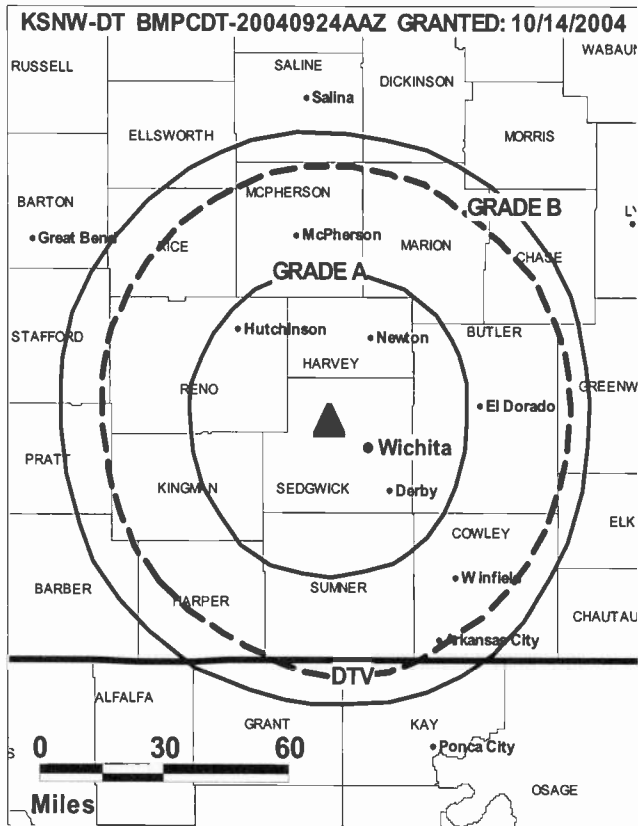 KSNW-DT BMPCDT-20040924AAZ GRANTED: 10/14/2004
WABAUN
RUSSELL
SALINE
DICKINSON
Salina
ELLSWORTH
MORRIS
BARTON
MCPHERSON
GRADE B
LY
Great Bend
RICE
McPherson
MARION
CHASE
GRADE A
STAFFORD
Hutchinson
Newton
BUTLER
HARVEY
RENO
GREENW
El Dorado
PRATT
Wichita
KINGMAN
SEDGWICK
Derby
ELK
COWLEY
BARBER
HARPER
SUMNER
Winfield
CHAUTAU
Arkansas City
DTV
ALFALFA
GRANT
KAY
S
0 30 60
Ponca City
Miles
OSAGE